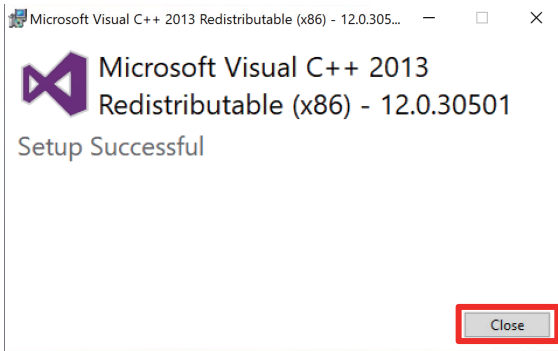 Microsoft Visual C++ 2013 Redistributable (x86) - 12.0.305...
Microsoft Visual C++ 2013
Redistributable (x86) - 12.0.30501
Setup Successful
Close